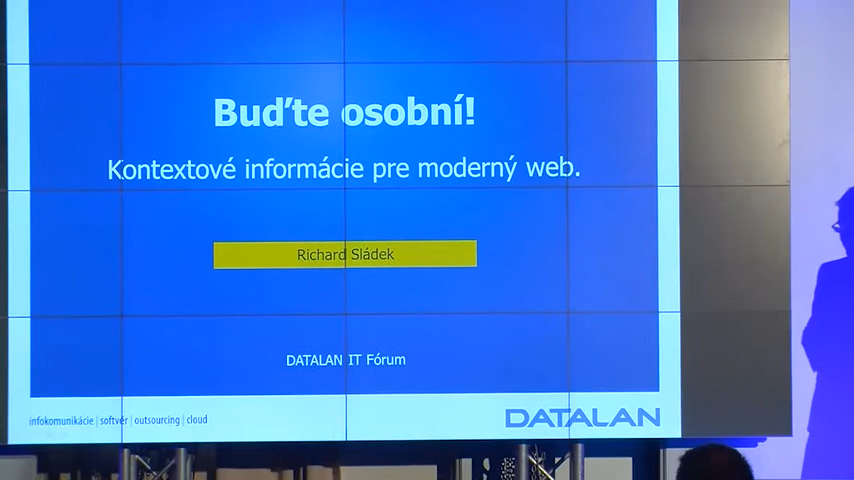 Buďte osobní!
Kontextové informácie pre moderný web.
Richard Sládek
DATALAN IT Fórum
infokomunikácie | softvér | outsourcing | cloud
DATALAN